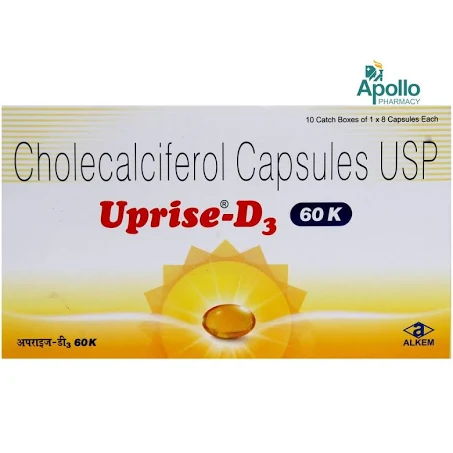 Apollo
PHARMACY
10 Catch Boxes of 1 x 8 Capsules Each
Cholecalciferol Capsules USP
Uprise®-D₃ 60 K
अपराइज-डी₃ 60K
a
ALKEM